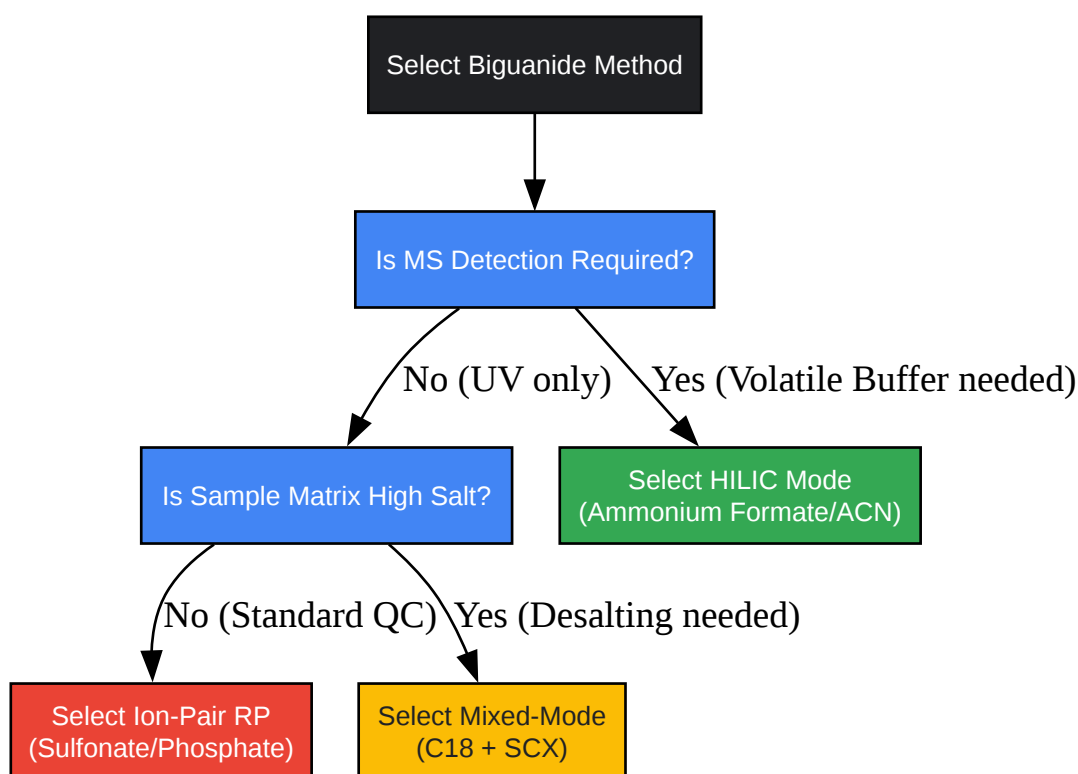 Select Biguanide Method
Is MS Detection Required?
No (UV only)
Yes (Volatile Buffer needed)
Is Sample Matrix High Salt?
Select HILIC Mode
(Ammonium Formate/ACN)
No (Standard QC)
Yes (Desalting needed)
Select Ion-Pair RP
(Sulfonate/Phosphate)
Select Mixed-Mode
(C18 + SCX)